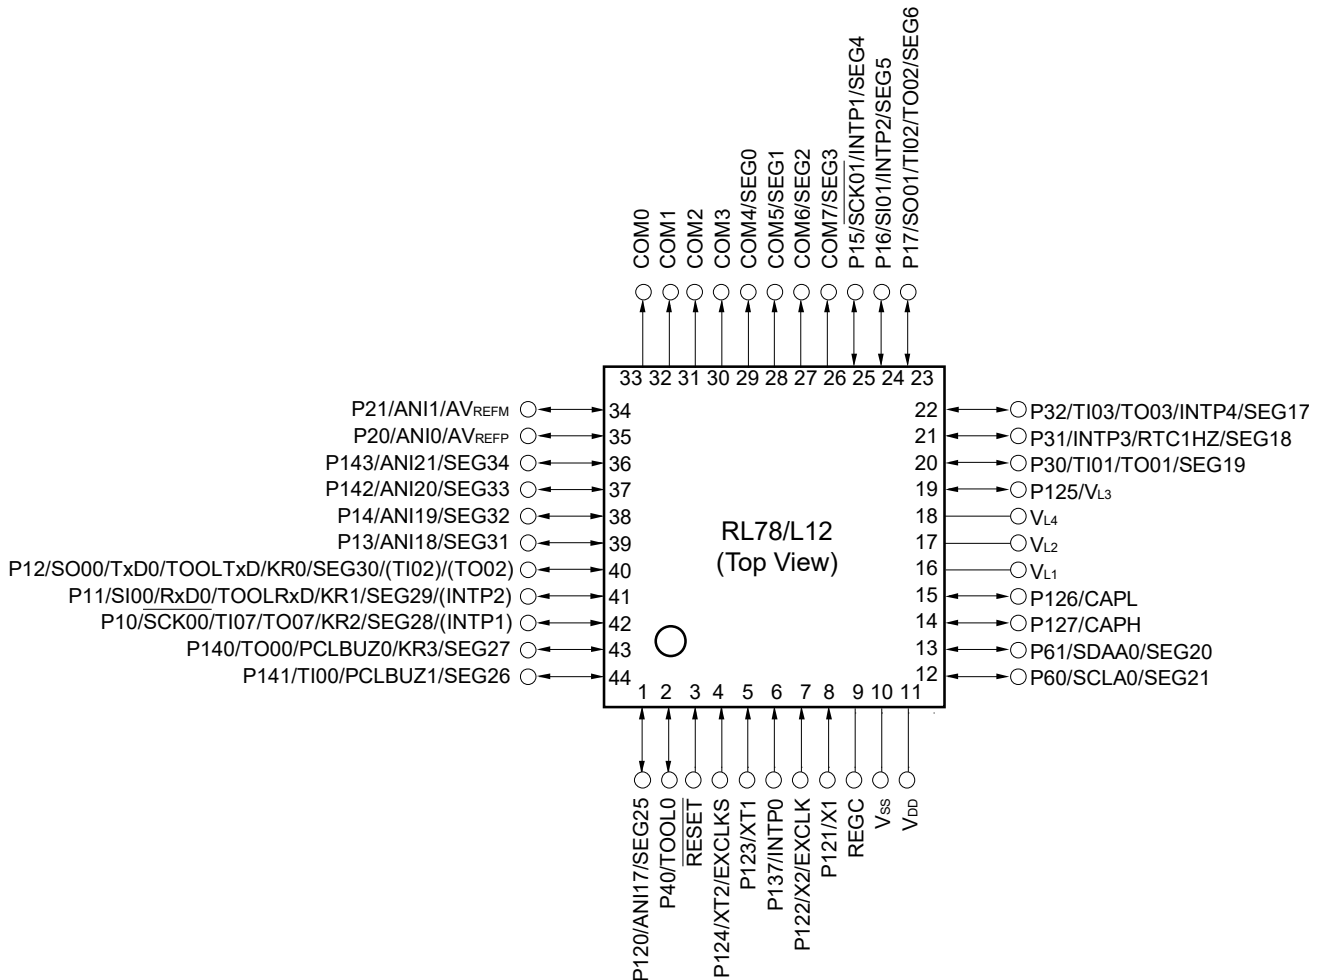 COM0
COM1
COM2
COM3
COM4/SEG0
COM5/SEG1
COM6/SEG2
COM7/SEG3
P15/SCK01/INTP1/SEG4
P16/SI01/INTP2/SEG5
P17/SO01/TI02/TO02/SEG6
33 32 31 30 29 28 27 26 25 24 23
P21/ANI1/AVREFM 34
P20/ANI0/AVREFP 35
P143/ANI21/SEG34 36
P142/ANI20/SEG33 37
P14/ANI19/SEG32 38
P13/ANI18/SEG31 39
P12/SO00/TxD0/TOOLTxD/KR0/SEG30/(TI02)/(TO02) 40
P11/SI00/RxD0/TOOLRxD/KR1/SEG29/(INTP2) 41
P10/SCK00/TI07/TO07/KR2/SEG28/(INTP1) 42
P140/TO00/PCLBUZ0/KR3/SEG27 43
P141/TI00/PCLBUZ1/SEG26 44
RL78/L12
(Top View)
22 P32/TI03/TO03/INTP4/SEG17
21 P31/INTP3/RTC1HZ/SEG18
20 P30/TI01/TO01/SEG19
19 P125/VL3
18 VL4
17 VL2
16 VL1
15 P126/CAPL
14 P127/CAPH
13 P61/SDAA0/SEG20
12 P60/SCLA0/SEG21
1 2 3 4 5 6 7 8 9 10 11
P120/ANI17/SEG25
P40/TOOL0
RESET
P124/XT2/EXCLKS
P123/XT1
P137/INTP0
P122/X2/EXCLK
P121/X1
REGC
VSS
VDD